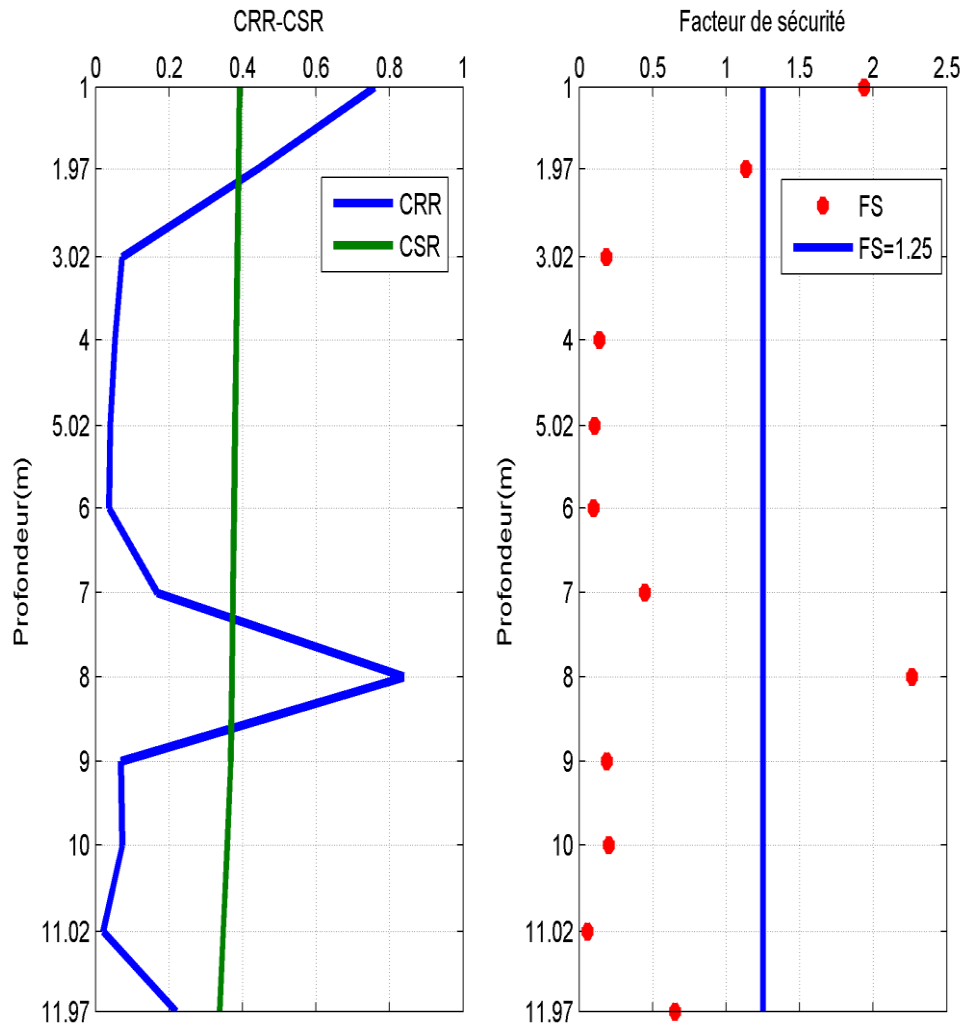 CRR-CSR
0 0.2 0.4 0.6 0.8 1
1
1.97
3.02
4
5.02
6
7
8
9
10
11.02
11.97
Profondeur(m)
CRR
CSR
Facteur de sécurité
0 0.5 1 1.5 2 2.5
1
1.97
3.02
4
5.02
6
7
8
9
10
11.02
11.97
Profondeur(m)
FS
FS=1.25